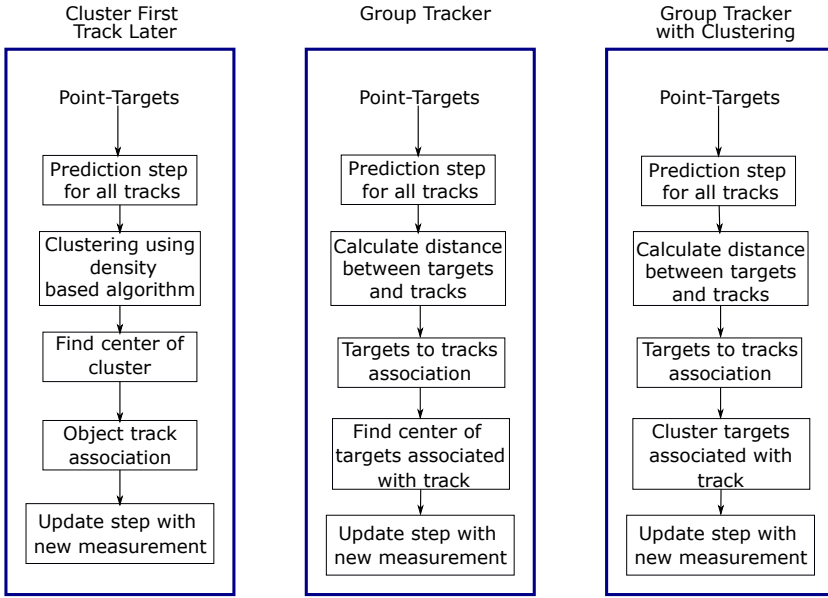 Cluster First
Track Later
Point-Targets
Prediction step
for all tracks
Clustering using
density
based algorithm
Find center of
cluster
Object track
association
Update step with
new measurement
Group Tracker
Point-Targets
Prediction step
for all tracks
Calculate distance
between targets
and tracks
Targets to tracks
association
Find center of
targets associated
with track
Update step with
new measurement
Group Tracker
with Clustering
Point-Targets
Prediction step
for all tracks
Calculate distance
between targets
and tracks
Targets to tracks
association
Cluster targets
associated with
track
Update step with
new measurement